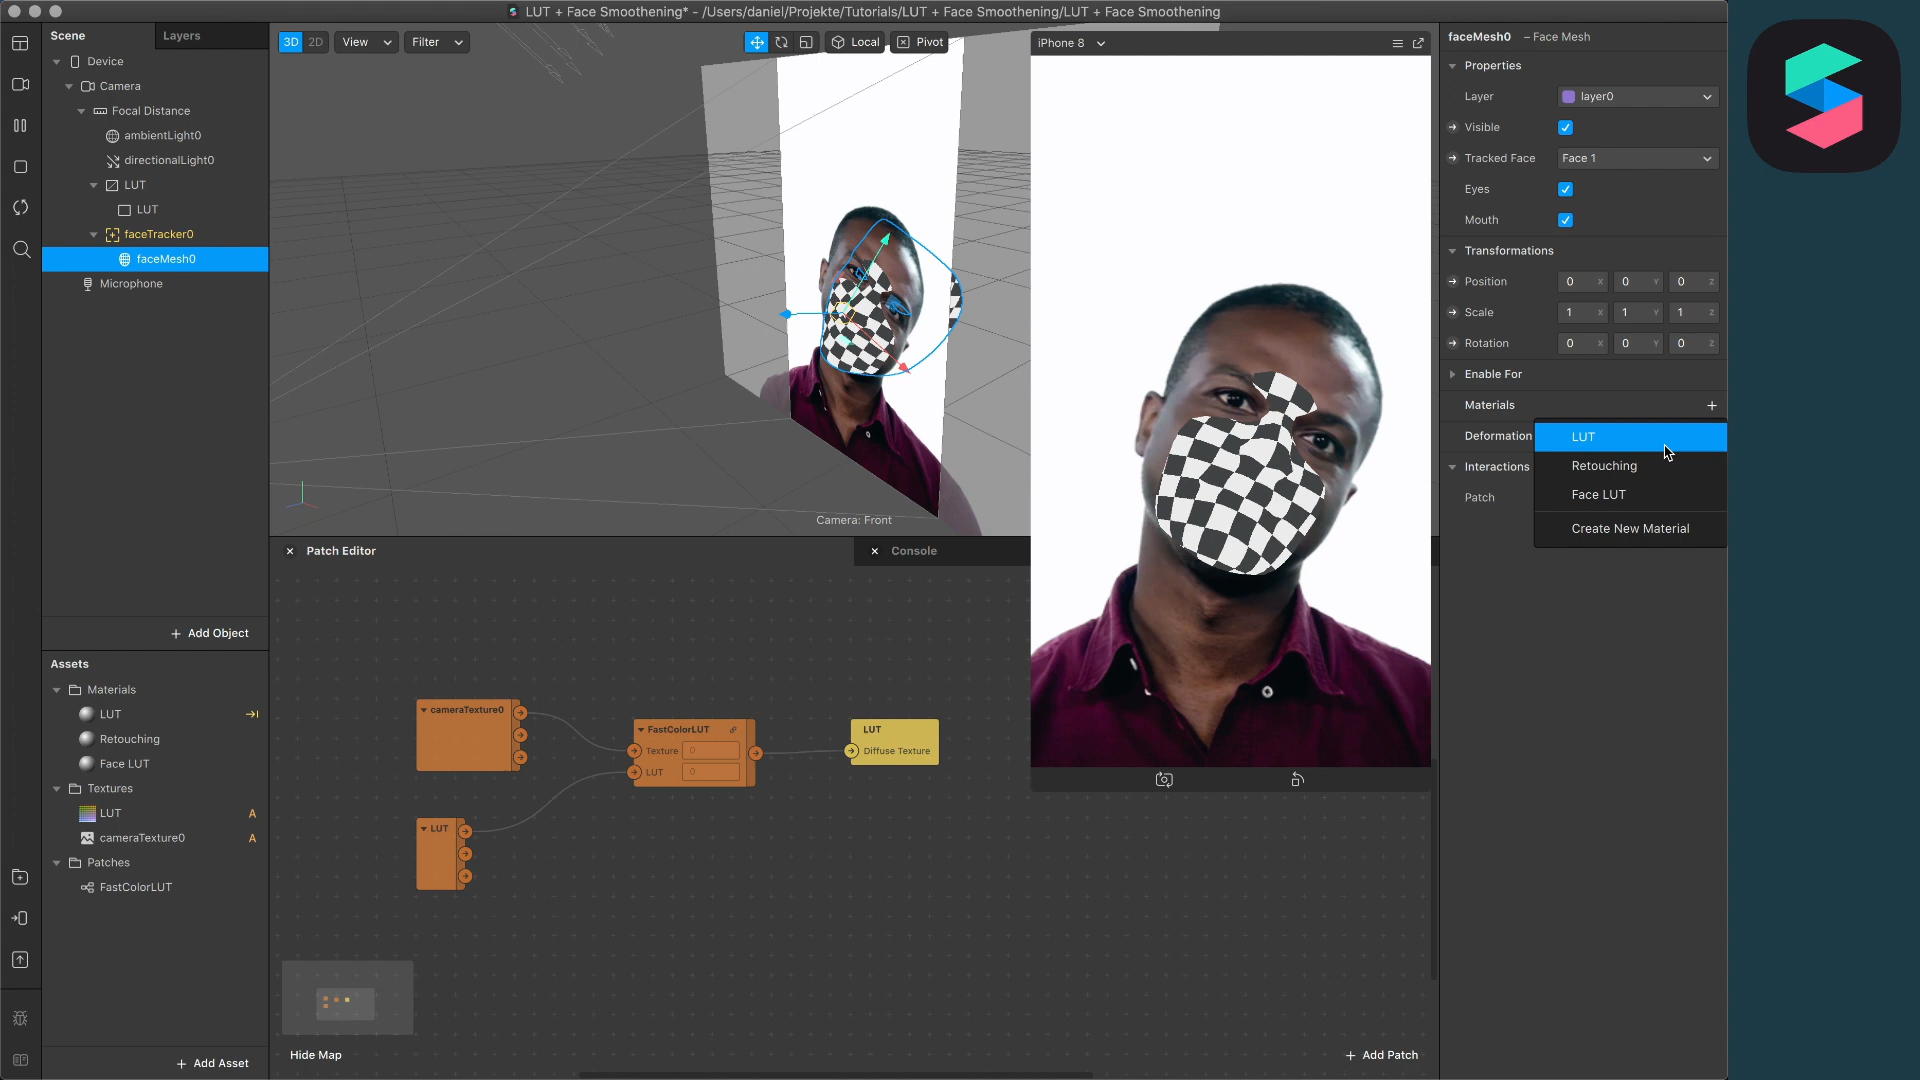 LUT + Face Smoothening* - /Users/daniel/Projekte/Tutorials/LUT + Face Smoothening/LUT + Face Smoothening
Scene
Layers
Device
Camera
Focal Distance
ambientLight0
directionalLight0
LUT
LUT
faceTracker0
faceMesh0
Microphone
+ Add Object
Assets
Materials
LUT
Retouching
Face LUT
Textures
LUT A
cameraTexture0 A
Patches
FastColorLUT
+ Add Asset
3D 2D View Filter
Local Pivot
Camera: Front
Patch Editor
Console
cameraTexture0
FastColorLUT
Texture 0
LUT 0
LUT
Diffuse Texture
LUT
Hide Map
+ Add Patch
iPhone 8
faceMesh0 – Face Mesh
Properties
Layer layer0
Visible
Tracked Face Face 1
Eyes
Mouth
Transformations
Position 0 X 0 Y 0 Z
Scale 1 X 1 Y 1 Z
Rotation 0 X 0 Y 0 Z
Enable For
Materials +
Deformation
Interactions
Patch
LUT
Retouching
Face LUT
Create New Material